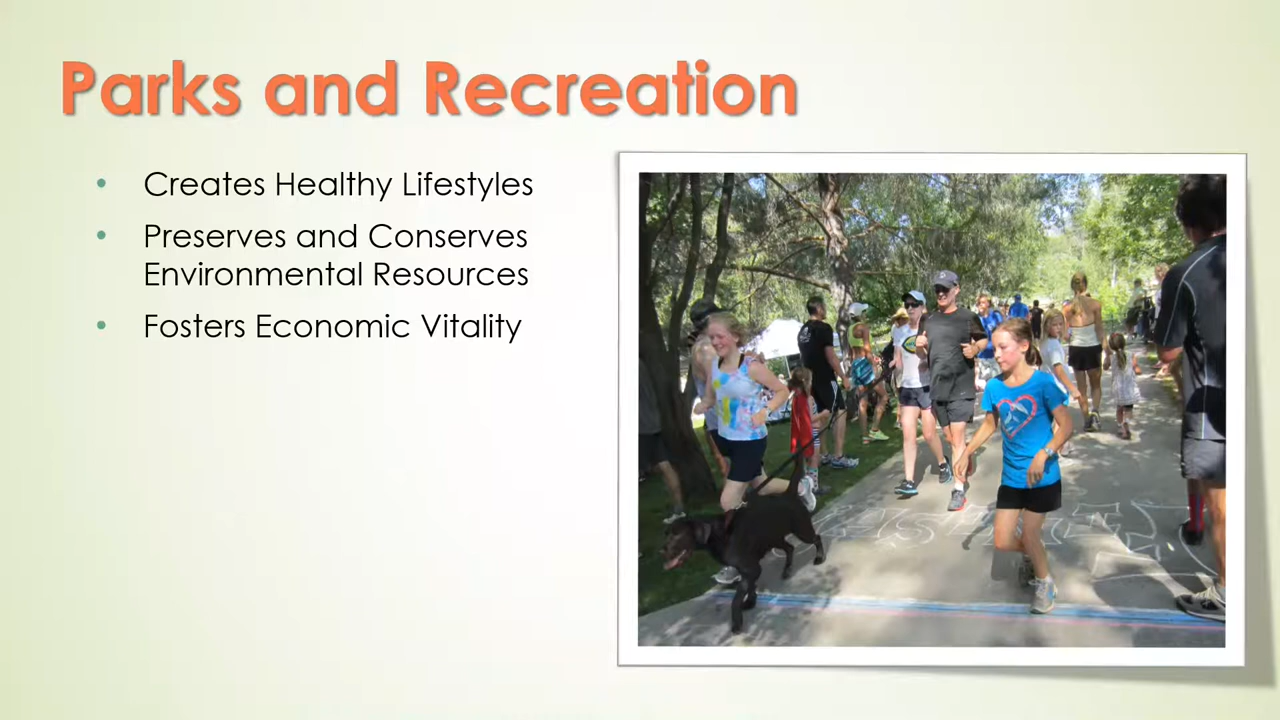 Parks and Recreation
• Creates Healthy Lifestyles
• Preserves and Conserves
Environmental Resources
• Fosters Economic Vitality